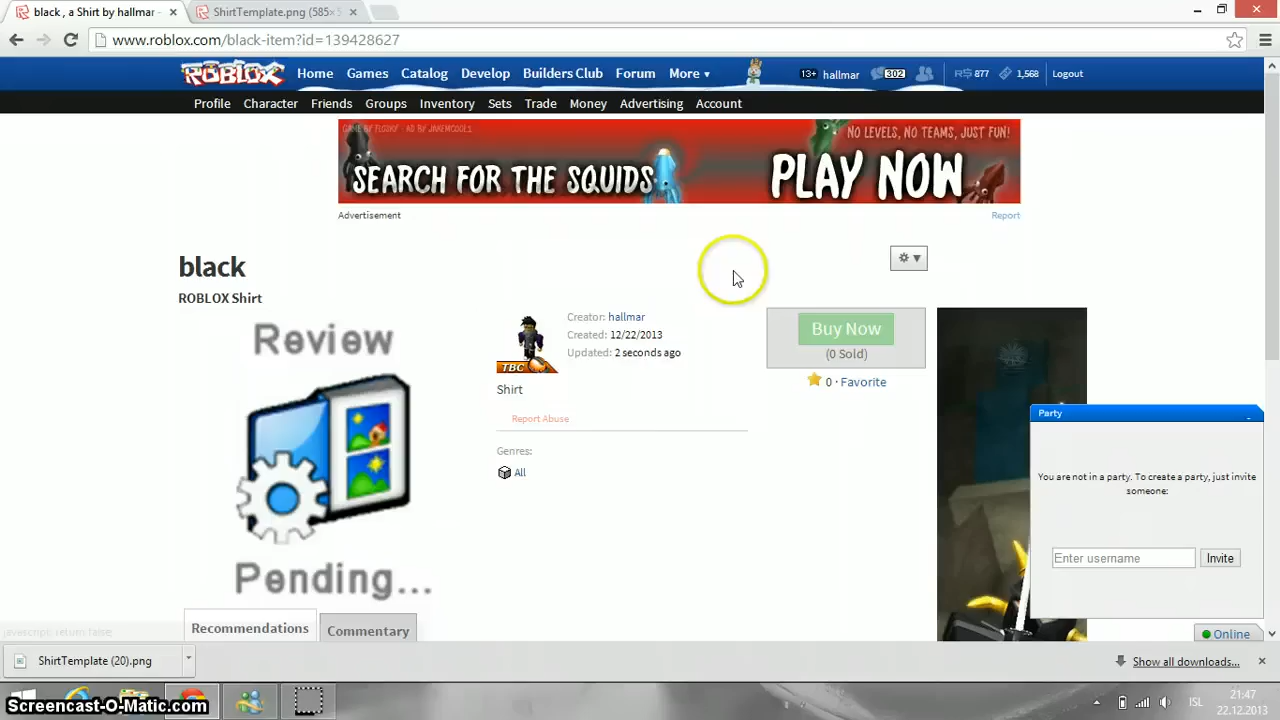 black , a Shirt by hallmar -
ShirtTemplate.png (585×5
www.roblox.com/black-item?id=139428627
ROBLOX Home Games Catalog Develop Builders Club Forum More ▾ 13+ hallmar 302 R$ 877 1,568 Logout
Profile Character Friends Groups Inventory Sets Trade Money Advertising Account
NO LEVELS, NO TEAMS, JUST FUN!
SEARCH FOR THE SQUIDS PLAY NOW
Advertisement Report
black
ROBLOX Shirt
Review
Pending...
TBC
Creator: hallmar
Created: 12/22/2013
Updated: 2 seconds ago
Shirt
Report Abuse
Genres:
All
Buy Now
(0 Sold)
0 · Favorite
Party
You are not in a party. To create a party, just invite
someone:
Enter username Invite
Recommendations Commentary
Online
javascript: return false;
ShirtTemplate (20).png Show all downloads...
Screencast-O-Matic.com
ISL
21:47
22.12.2013